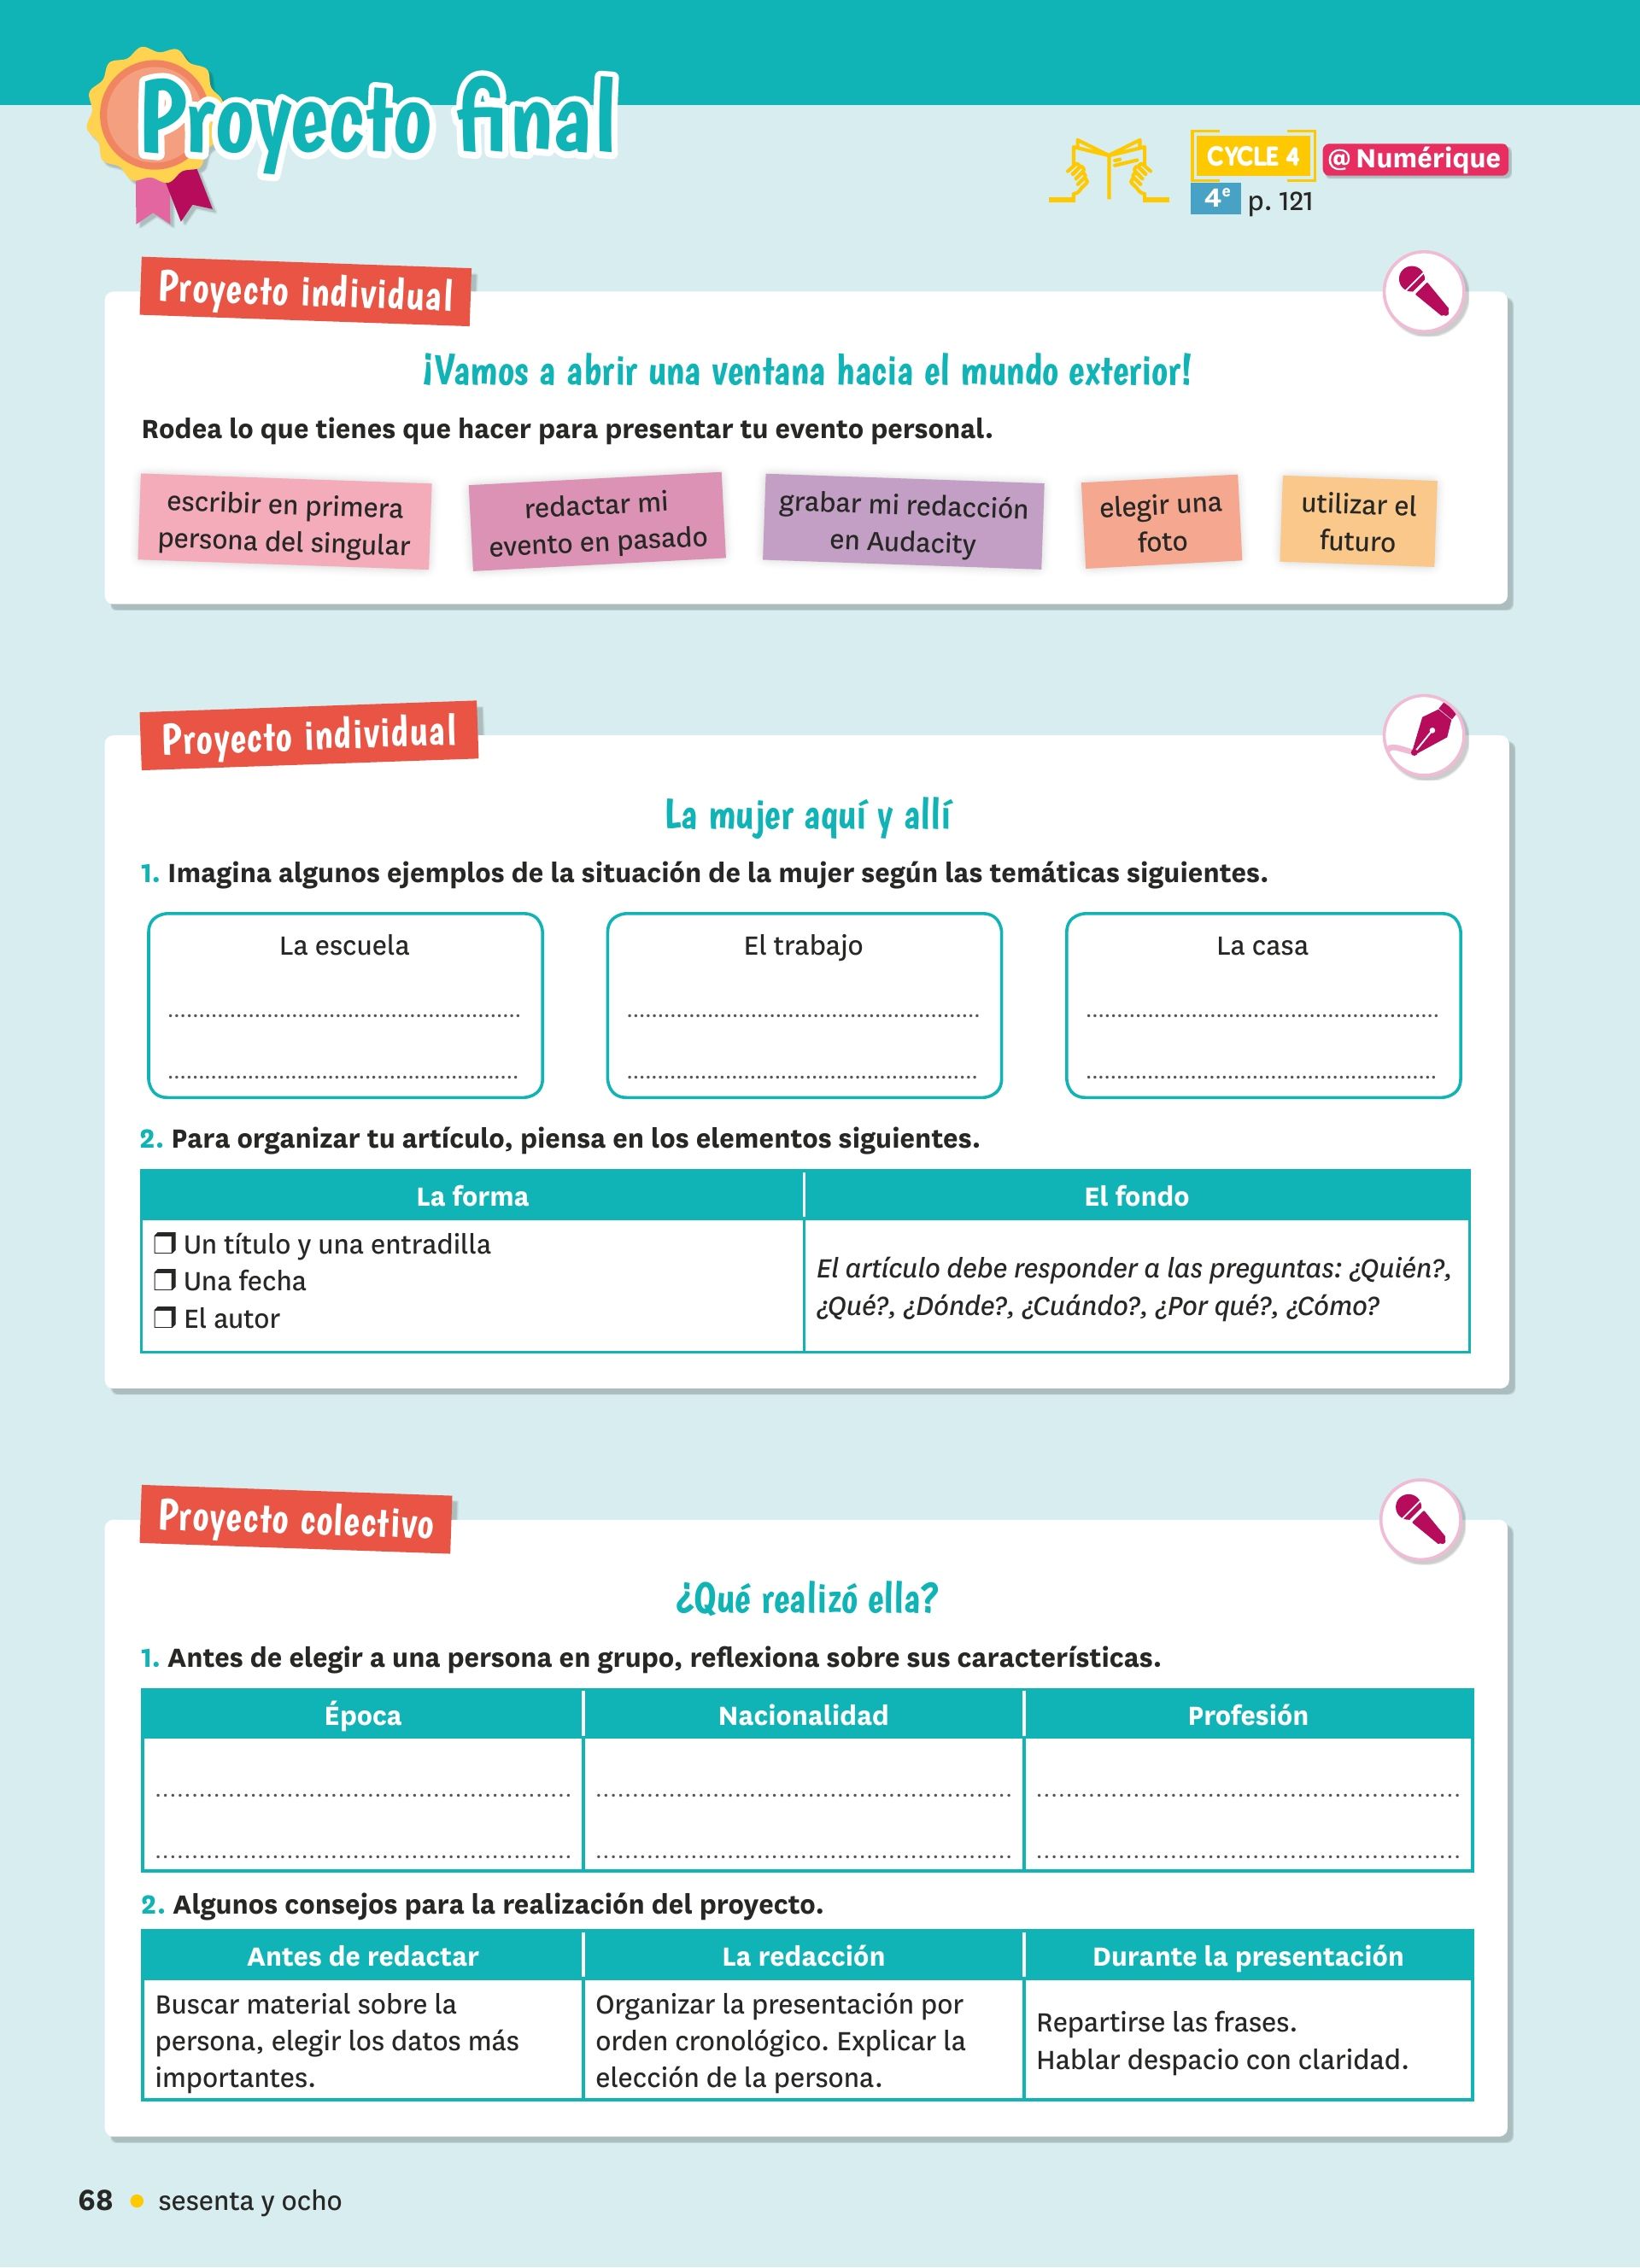 Proyecto final
CYCLE 4 @ Numérique
4e p. 121
Proyecto individual
¡Vamos a abrir una ventana hacia el mundo exterior!
Rodea lo que tienes que hacer para presentar tu evento personal.
escribir en primera
persona del singular
redactar mi
evento en pasado
grabar mi redacción
en Audacity
elegir una
foto
utilizar el
futuro
Proyecto individual
La mujer aquí y allí
1. Imagina algunos ejemplos de la situación de la mujer según las temáticas siguientes.
La escuela
El trabajo
La casa
2. Para organizar tu artículo, piensa en los elementos siguientes.
La forma
El fondo
❒ Un título y una entradilla
❒ Una fecha
❒ El autor
El artículo debe responder a las preguntas: ¿Quién?,
¿Qué?, ¿Dónde?, ¿Cuándo?, ¿Por qué?, ¿Cómo?
Proyecto colectivo
¿Qué realizó ella?
1. Antes de elegir a una persona en grupo, reflexiona sobre sus características.
Época
Nacionalidad
Profesión
2. Algunos consejos para la realización del proyecto.
Antes de redactar
La redacción
Durante la presentación
Buscar material sobre la
persona, elegir los datos más
importantes.
Organizar la presentación por
orden cronológico. Explicar la
elección de la persona.
Repartirse las frases.
Hablar despacio con claridad.
68 • sesenta y ocho